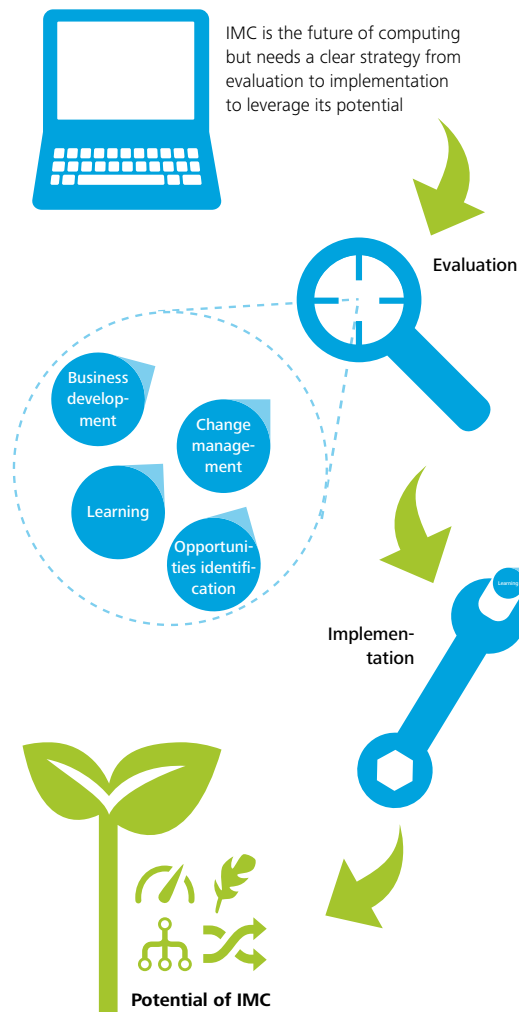 IMC is the future of computing
but needs a clear strategy from
evaluation to implementation
to leverage its potential
Evaluation
Business
develop-
ment
Change
manage-
ment
Learning
Opportuni-
ties identifi-
cation
Learning
Implemen-
tation
Potential of IMC